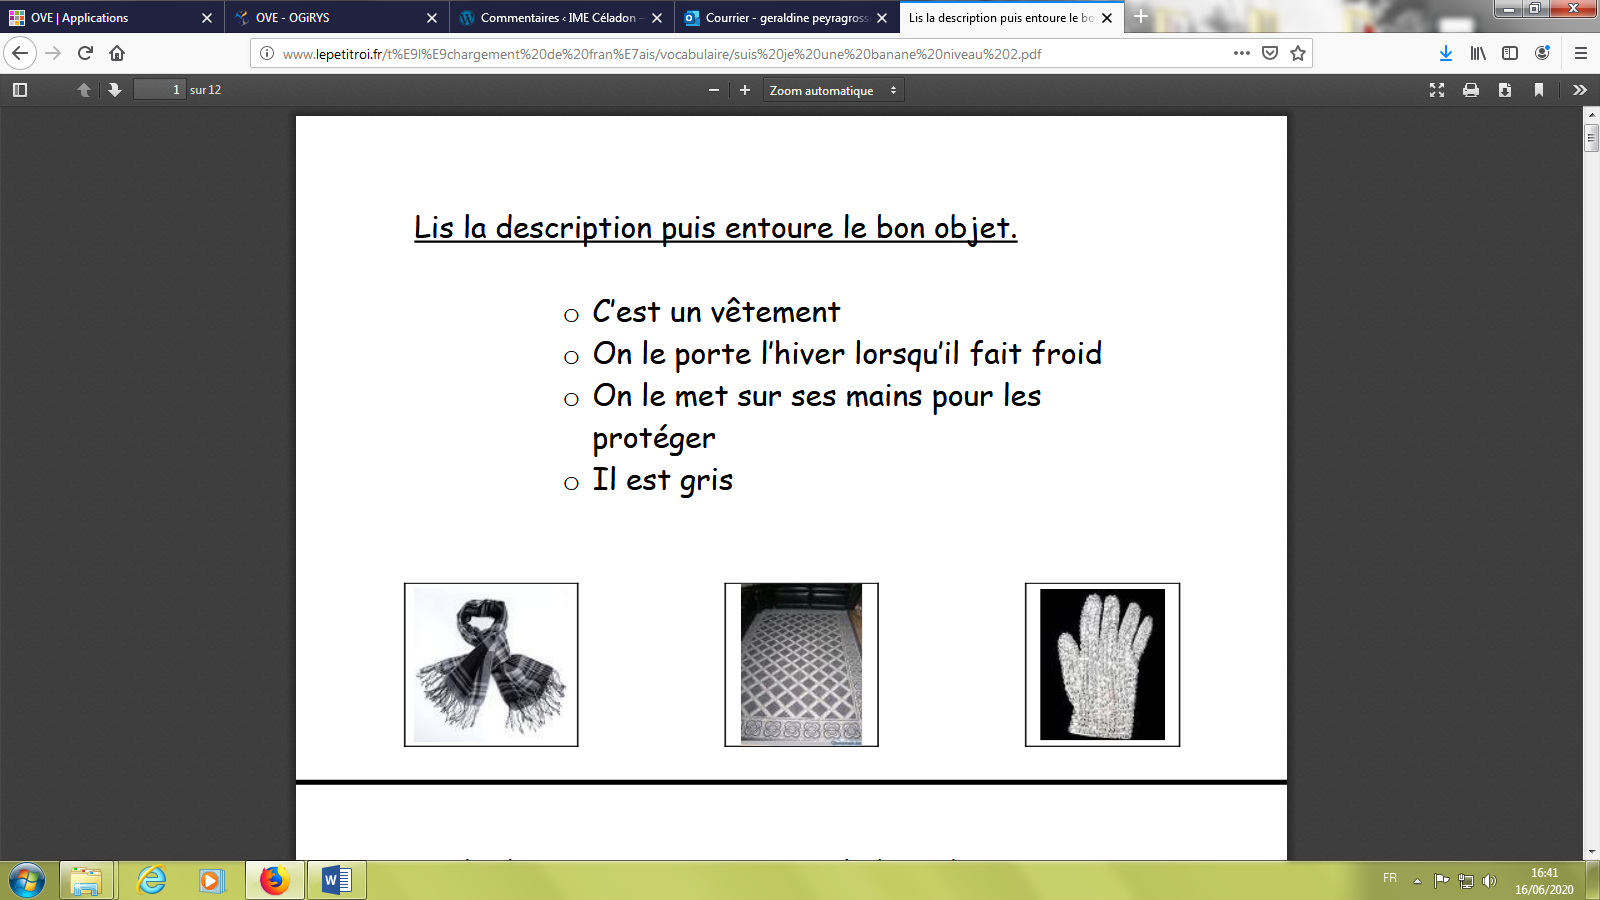 OVE | Applications
OVE - OGiRYS
Commentaires ‹ IME Céladon —
Courrier - geraldine peyragross
Lis la description puis entoure le bo
www.lepetitroi.fr/t%E9l%E9chargement%20de%20fran%E7ais/vocabulaire/suis%20je%20une%20banane%20niveau%202.pdf
1 sur 12
Zoom automatique
Lis la description puis entoure le bon objet.
o C'est un vêtement
o On le porte l'hiver lorsqu'il fait froid
o On le met sur ses mains pour les
protéger
o Il est gris
FR
16:41
16/06/2020